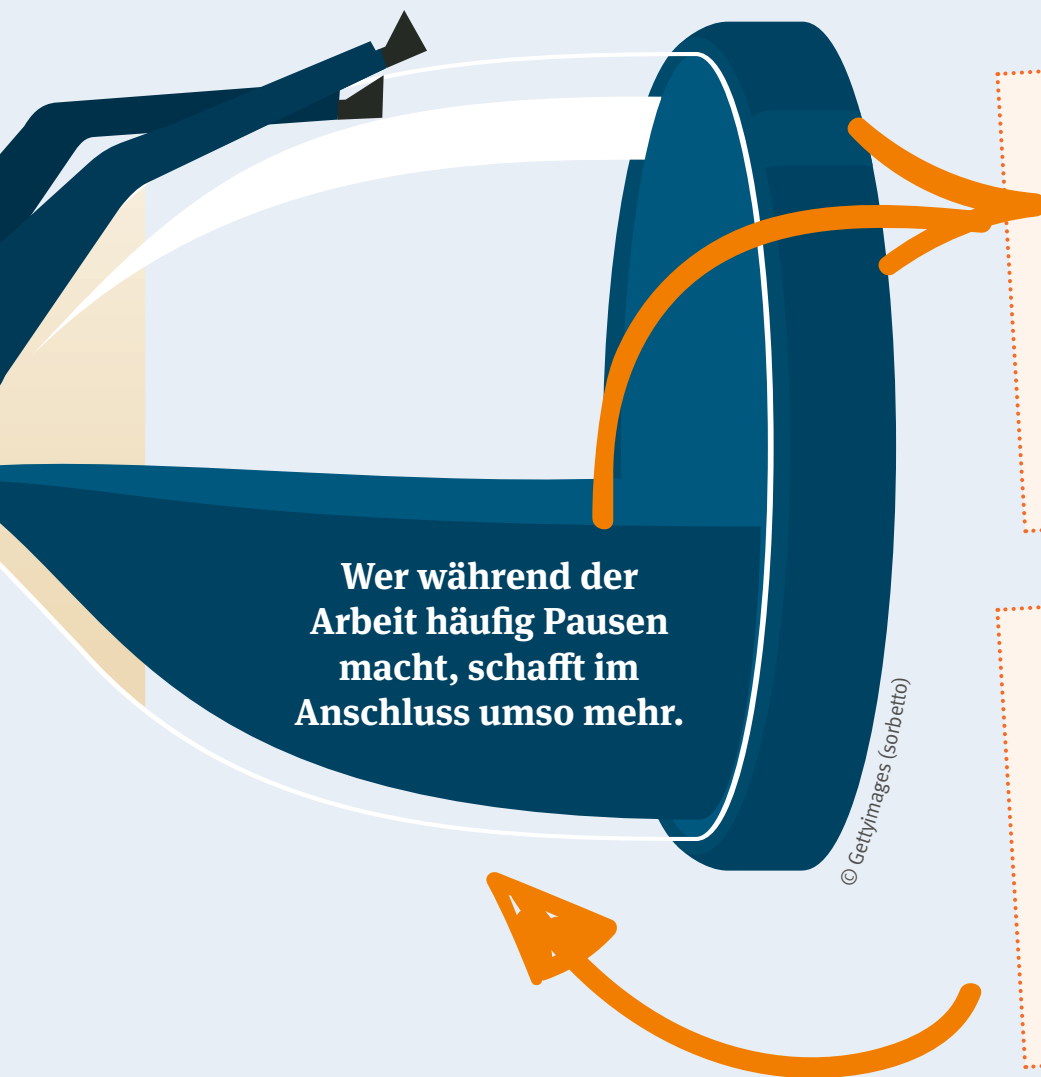 Wer während der
Arbeit häufig Pausen
macht, schafft im
Anschluss umso mehr.
© Gettyimages (sorbetto)